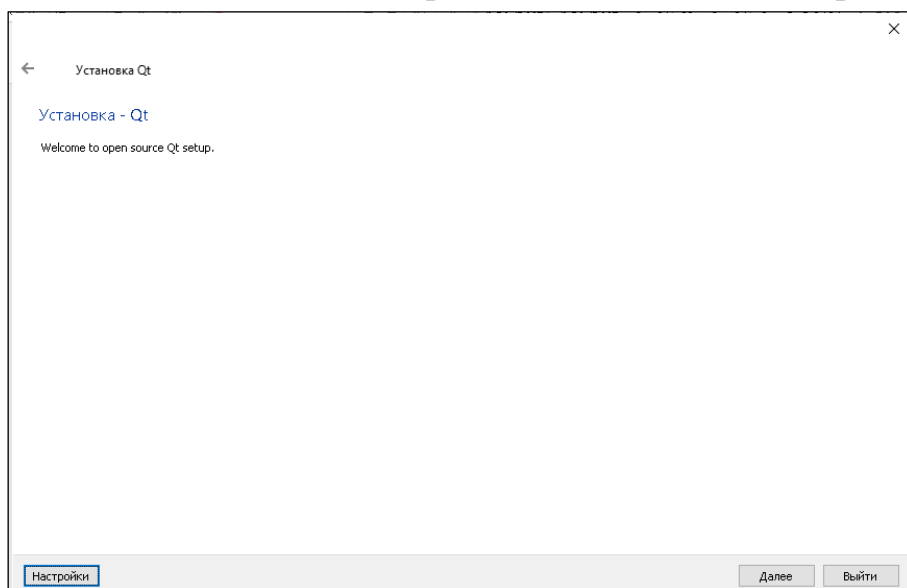 Установка Qt
Установка - Qt
Welcome to open source Qt setup.
Настройки
Далее
Выйти